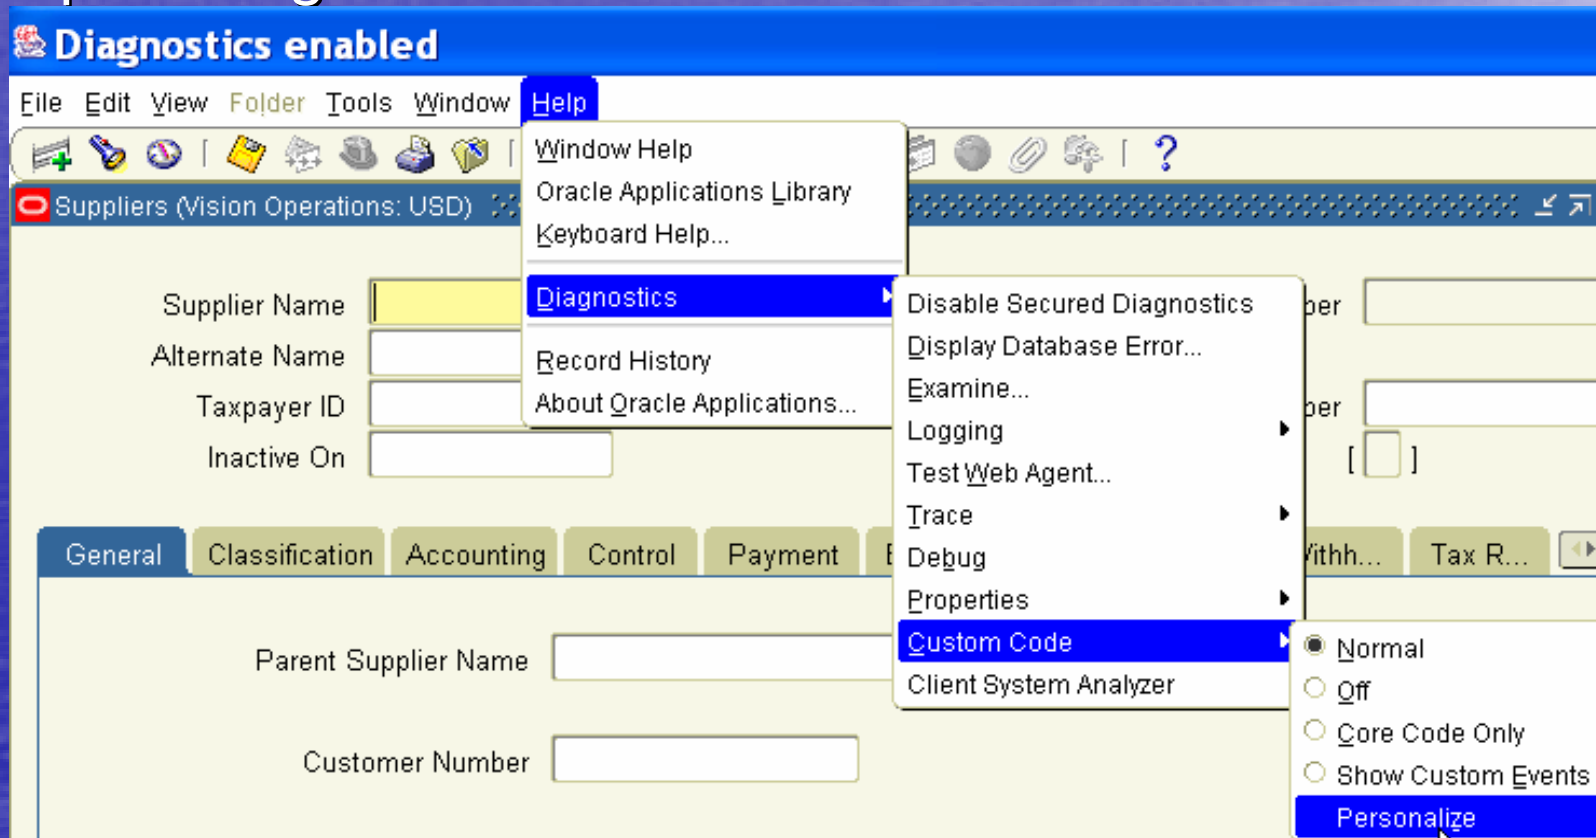 Diagnostics enabled
File Edit View Folder Tools Window Help
Window Help
Oracle Applications Library
Keyboard Help...
Diagnostics
Record History
About Oracle Applications...
Suppliers (Vision Operations: USD)
Disable Secured Diagnostics
Display Database Error...
Examine...
Logging
Test Web Agent...
Trace
Debug
Properties
Custom Code
Client System Analyzer
Normal
Off
Core Code Only
Show Custom Events
Personalize
Supplier Name
Alternate Name
Taxpayer ID
Inactive On
[ ]
General Classification Accounting Control Payment Tax R...
Parent Supplier Name
Customer Number